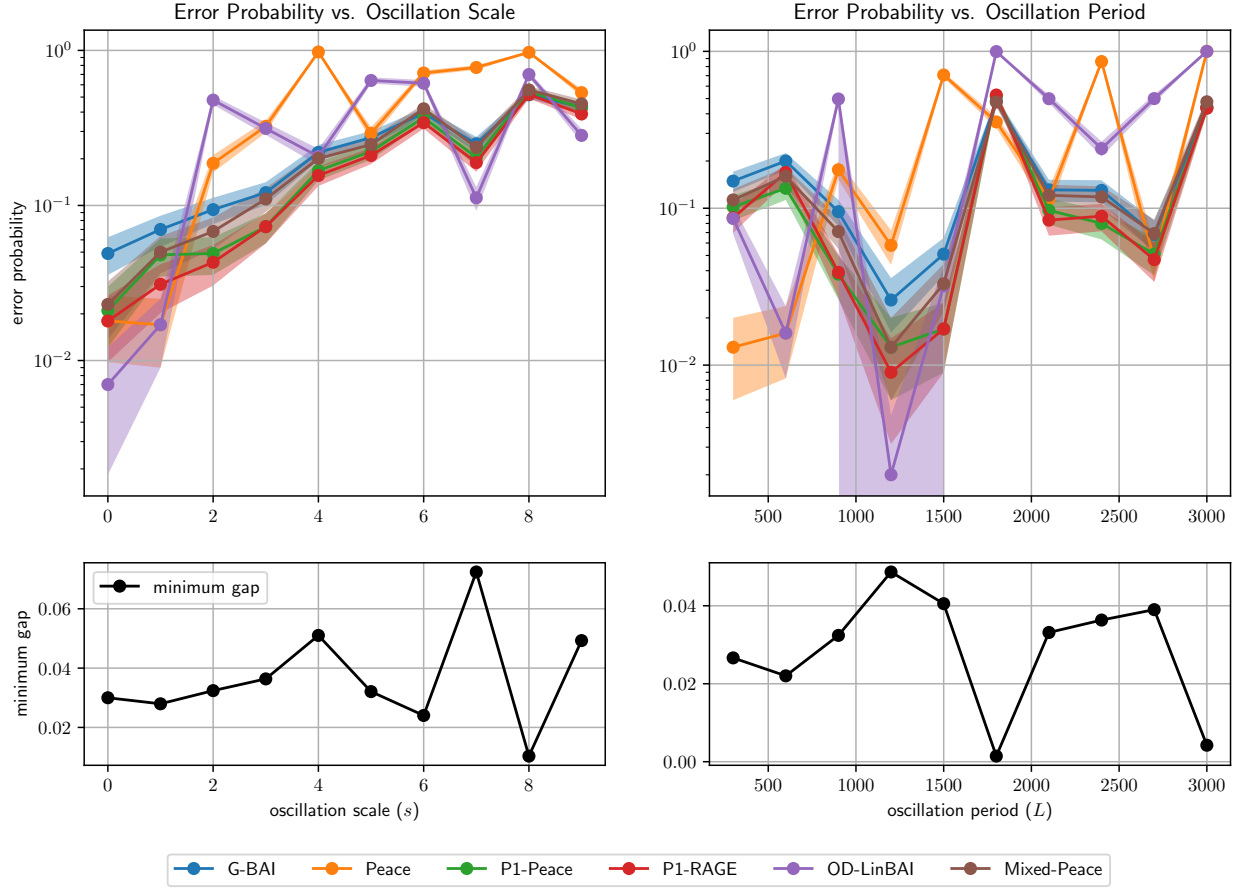 Error Probability vs. Oscillation Scale
Error Probability vs. Oscillation Period
error probability
10^0
10^-1
10^-2
0 2 4 6 8
10^0
10^-1
10^-2
500 1000 1500 2000 2500 3000
minimum gap
minimum gap
0.06
0.04
0.02
0 2 4 6 8
oscillation scale (s)
0.04
0.02
0.00
500 1000 1500 2000 2500 3000
oscillation period (L)
G-BAI Peace P1-Peace P1-RAGE OD-LinBAI Mixed-Peace